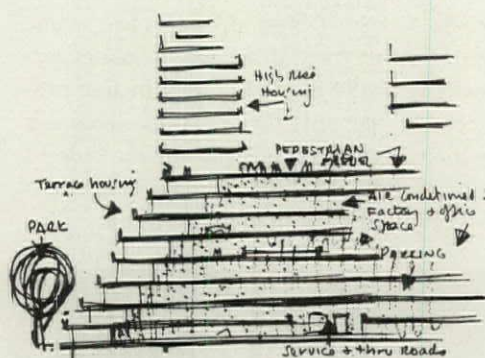 High Rise
Housing
PEDESTRIAN
Terrace housing
Air Conditioned
Factory + Office
Space
PARK
PARKING
Service + thru Roads